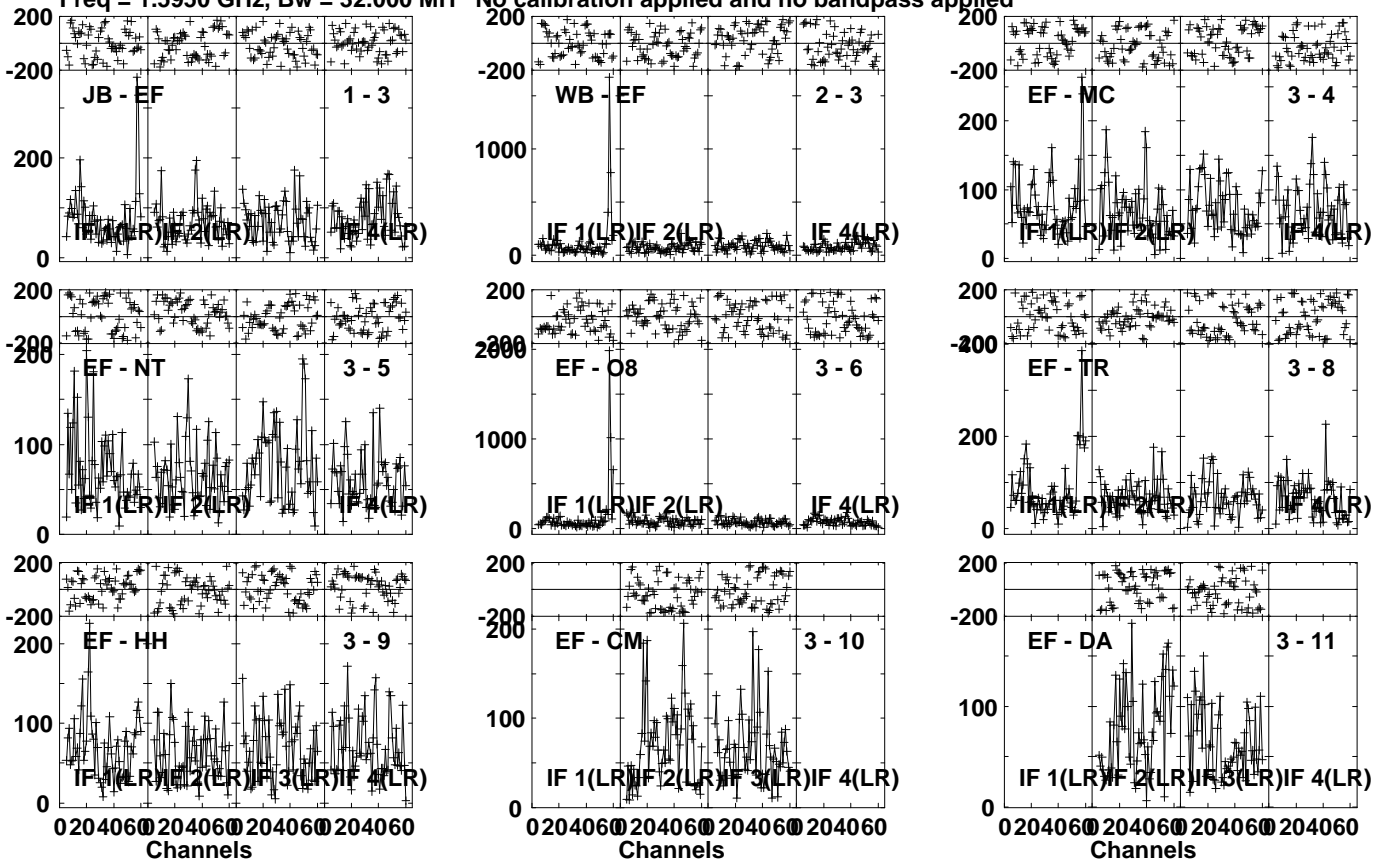 Freq = 1.5950 GHz, Bw = 32.000 MH No calibration applied and no bandpass applied
200
-200
JB - EF 1 - 3
200
0
IF 1(LR) IF 2(LR) IF 4(LR)
WB - EF 2 - 3
1000
0
IF 1(LR) IF 2(LR) IF 4(LR)
200
-200
EF - MC 3 - 4
200
100
0
IF 1(LR) IF 2(LR) IF 4(LR)
200
-200
200
EF - NT 3 - 5
100
0
IF 1(LR) IF 2(LR) IF 4(LR)
200
-200
2000
EF - O8 3 - 6
1000
0
IF 1(LR) IF 2(LR) IF 4(LR)
200
-200
400
EF - TR 3 - 8
200
0
IF 1(LR) IF 2(LR) IF 4(LR)
200
-200
200
EF - HH 3 - 9
100
0
IF 1(LR) IF 2(LR) IF 3(LR) IF 4(LR)
0 20 40 60 0 20 40 60 0 20 40 60 0 20 40 60
Channels
200
-200
200
EF - CM 3 - 10
100
0
IF 1(LR) IF 2(LR) IF 3(LR) IF 4(LR)
0 20 40 60 0 20 40 60 0 20 40 60 0 20 40 60
Channels
200
-200
EF - DA 3 - 11
100
0
IF 1(LR) IF 2(LR) IF 3(LR) IF 4(LR)
0 20 40 60 0 20 40 60 0 20 40 60 0 20 40 60
Channels